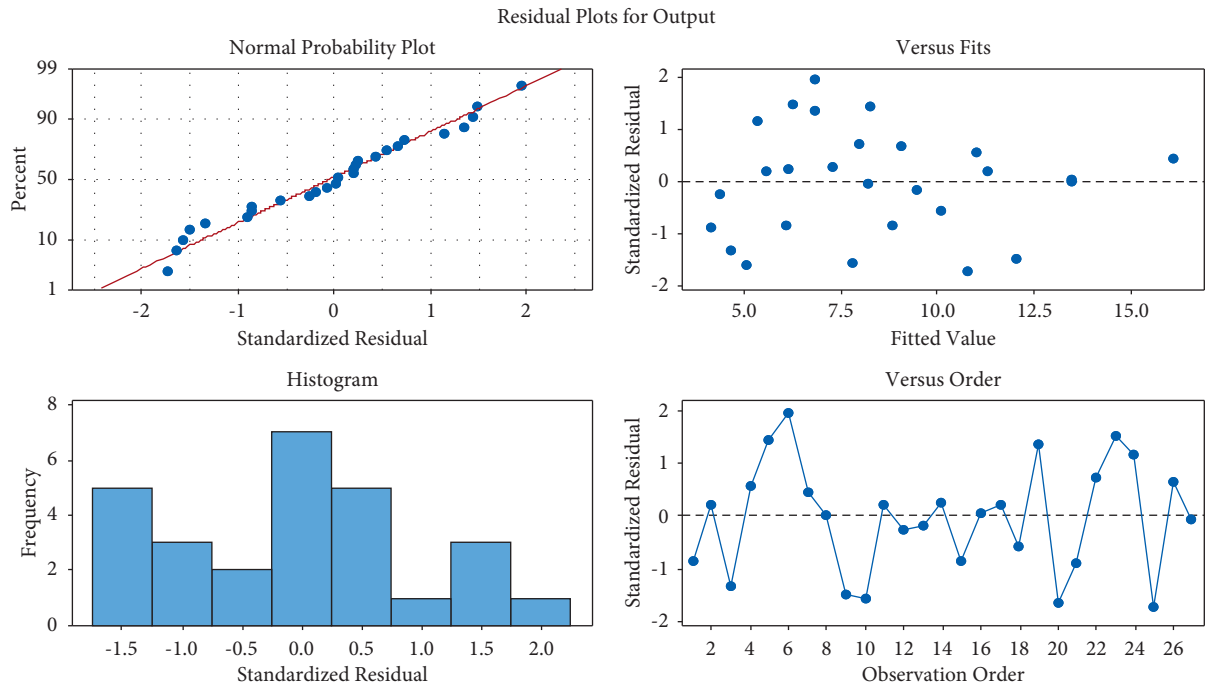 Residual Plots for Output
Normal Probability Plot
99
90
50
10
1
Percent
-2 -1 0 1 2
Standardized Residual
Versus Fits
2
1
0
-1
-2
Standardized Residual
5.0 7.5 10.0 12.5 15.0
Fitted Value
Histogram
8
6
4
2
0
Frequency
-1.5 -1.0 -0.5 0.0 0.5 1.0 1.5 2.0
Standardized Residual
Versus Order
2
1
0
-1
-2
Standardized Residual
2 4 6 8 10 12 14 16 18 20 22 24 26
Observation Order